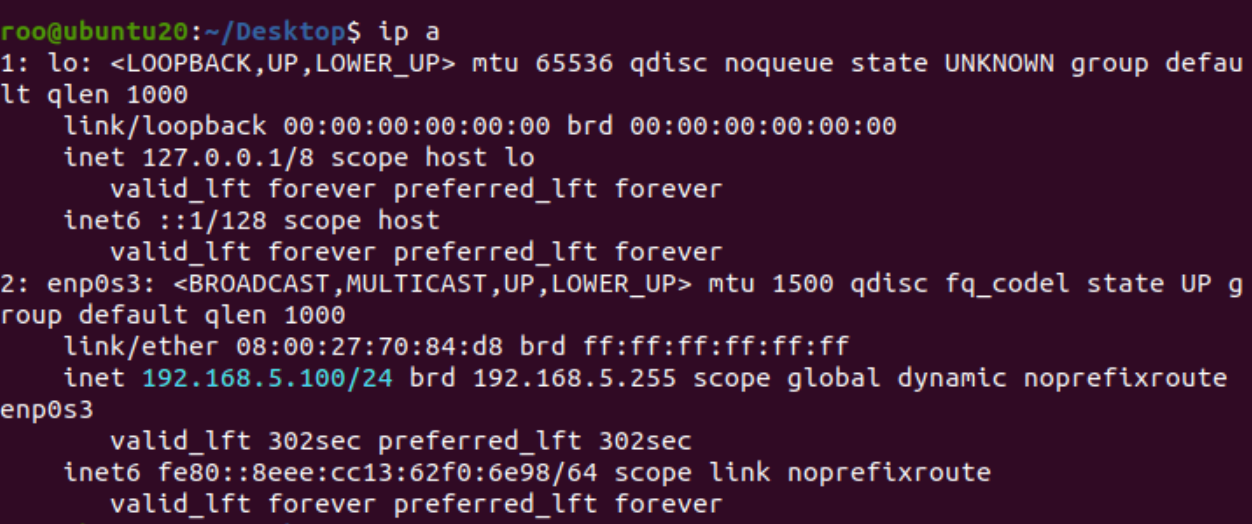 roo@ubuntu20:~/Desktop$ ip a
1: lo: <LOOPBACK,UP,LOWER_UP> mtu 65536 qdisc noqueue state UNKNOWN group defau
lt qlen 1000
    link/loopback 00:00:00:00:00:00 brd 00:00:00:00:00:00
    inet 127.0.0.1/8 scope host lo
       valid_lft forever preferred_lft forever
    inet6 ::1/128 scope host
       valid_lft forever preferred_lft forever
2: enp0s3: <BROADCAST,MULTICAST,UP,LOWER_UP> mtu 1500 qdisc fq_codel state UP g
roup default qlen 1000
    link/ether 08:00:27:70:84:d8 brd ff:ff:ff:ff:ff:ff
    inet 192.168.5.100/24 brd 192.168.5.255 scope global dynamic noprefixroute
enp0s3
       valid_lft 302sec preferred_lft 302sec
    inet6 fe80::8eee:cc13:62f0:6e98/64 scope link noprefixroute
       valid_lft forever preferred_lft forever